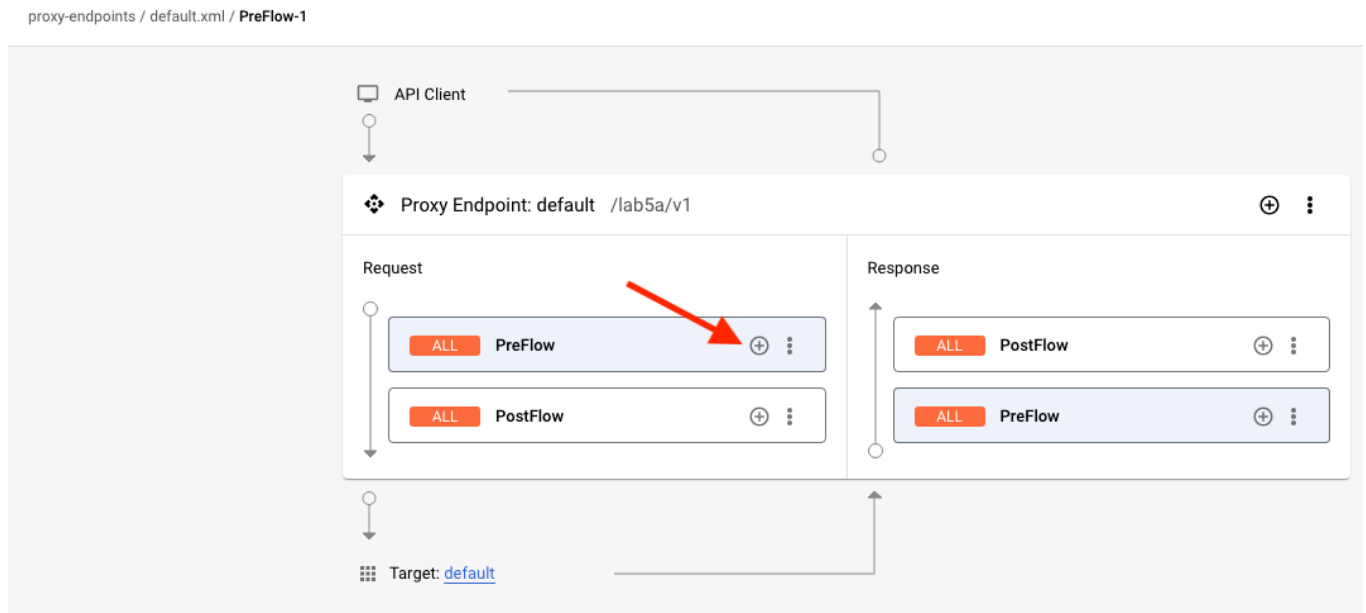 proxy-endpoints / default.xml / PreFlow-1
API Client
Proxy Endpoint: default /lab5a/v1
Request
ALL PreFlow
ALL PostFlow
Response
ALL PostFlow
ALL PreFlow
Target: default